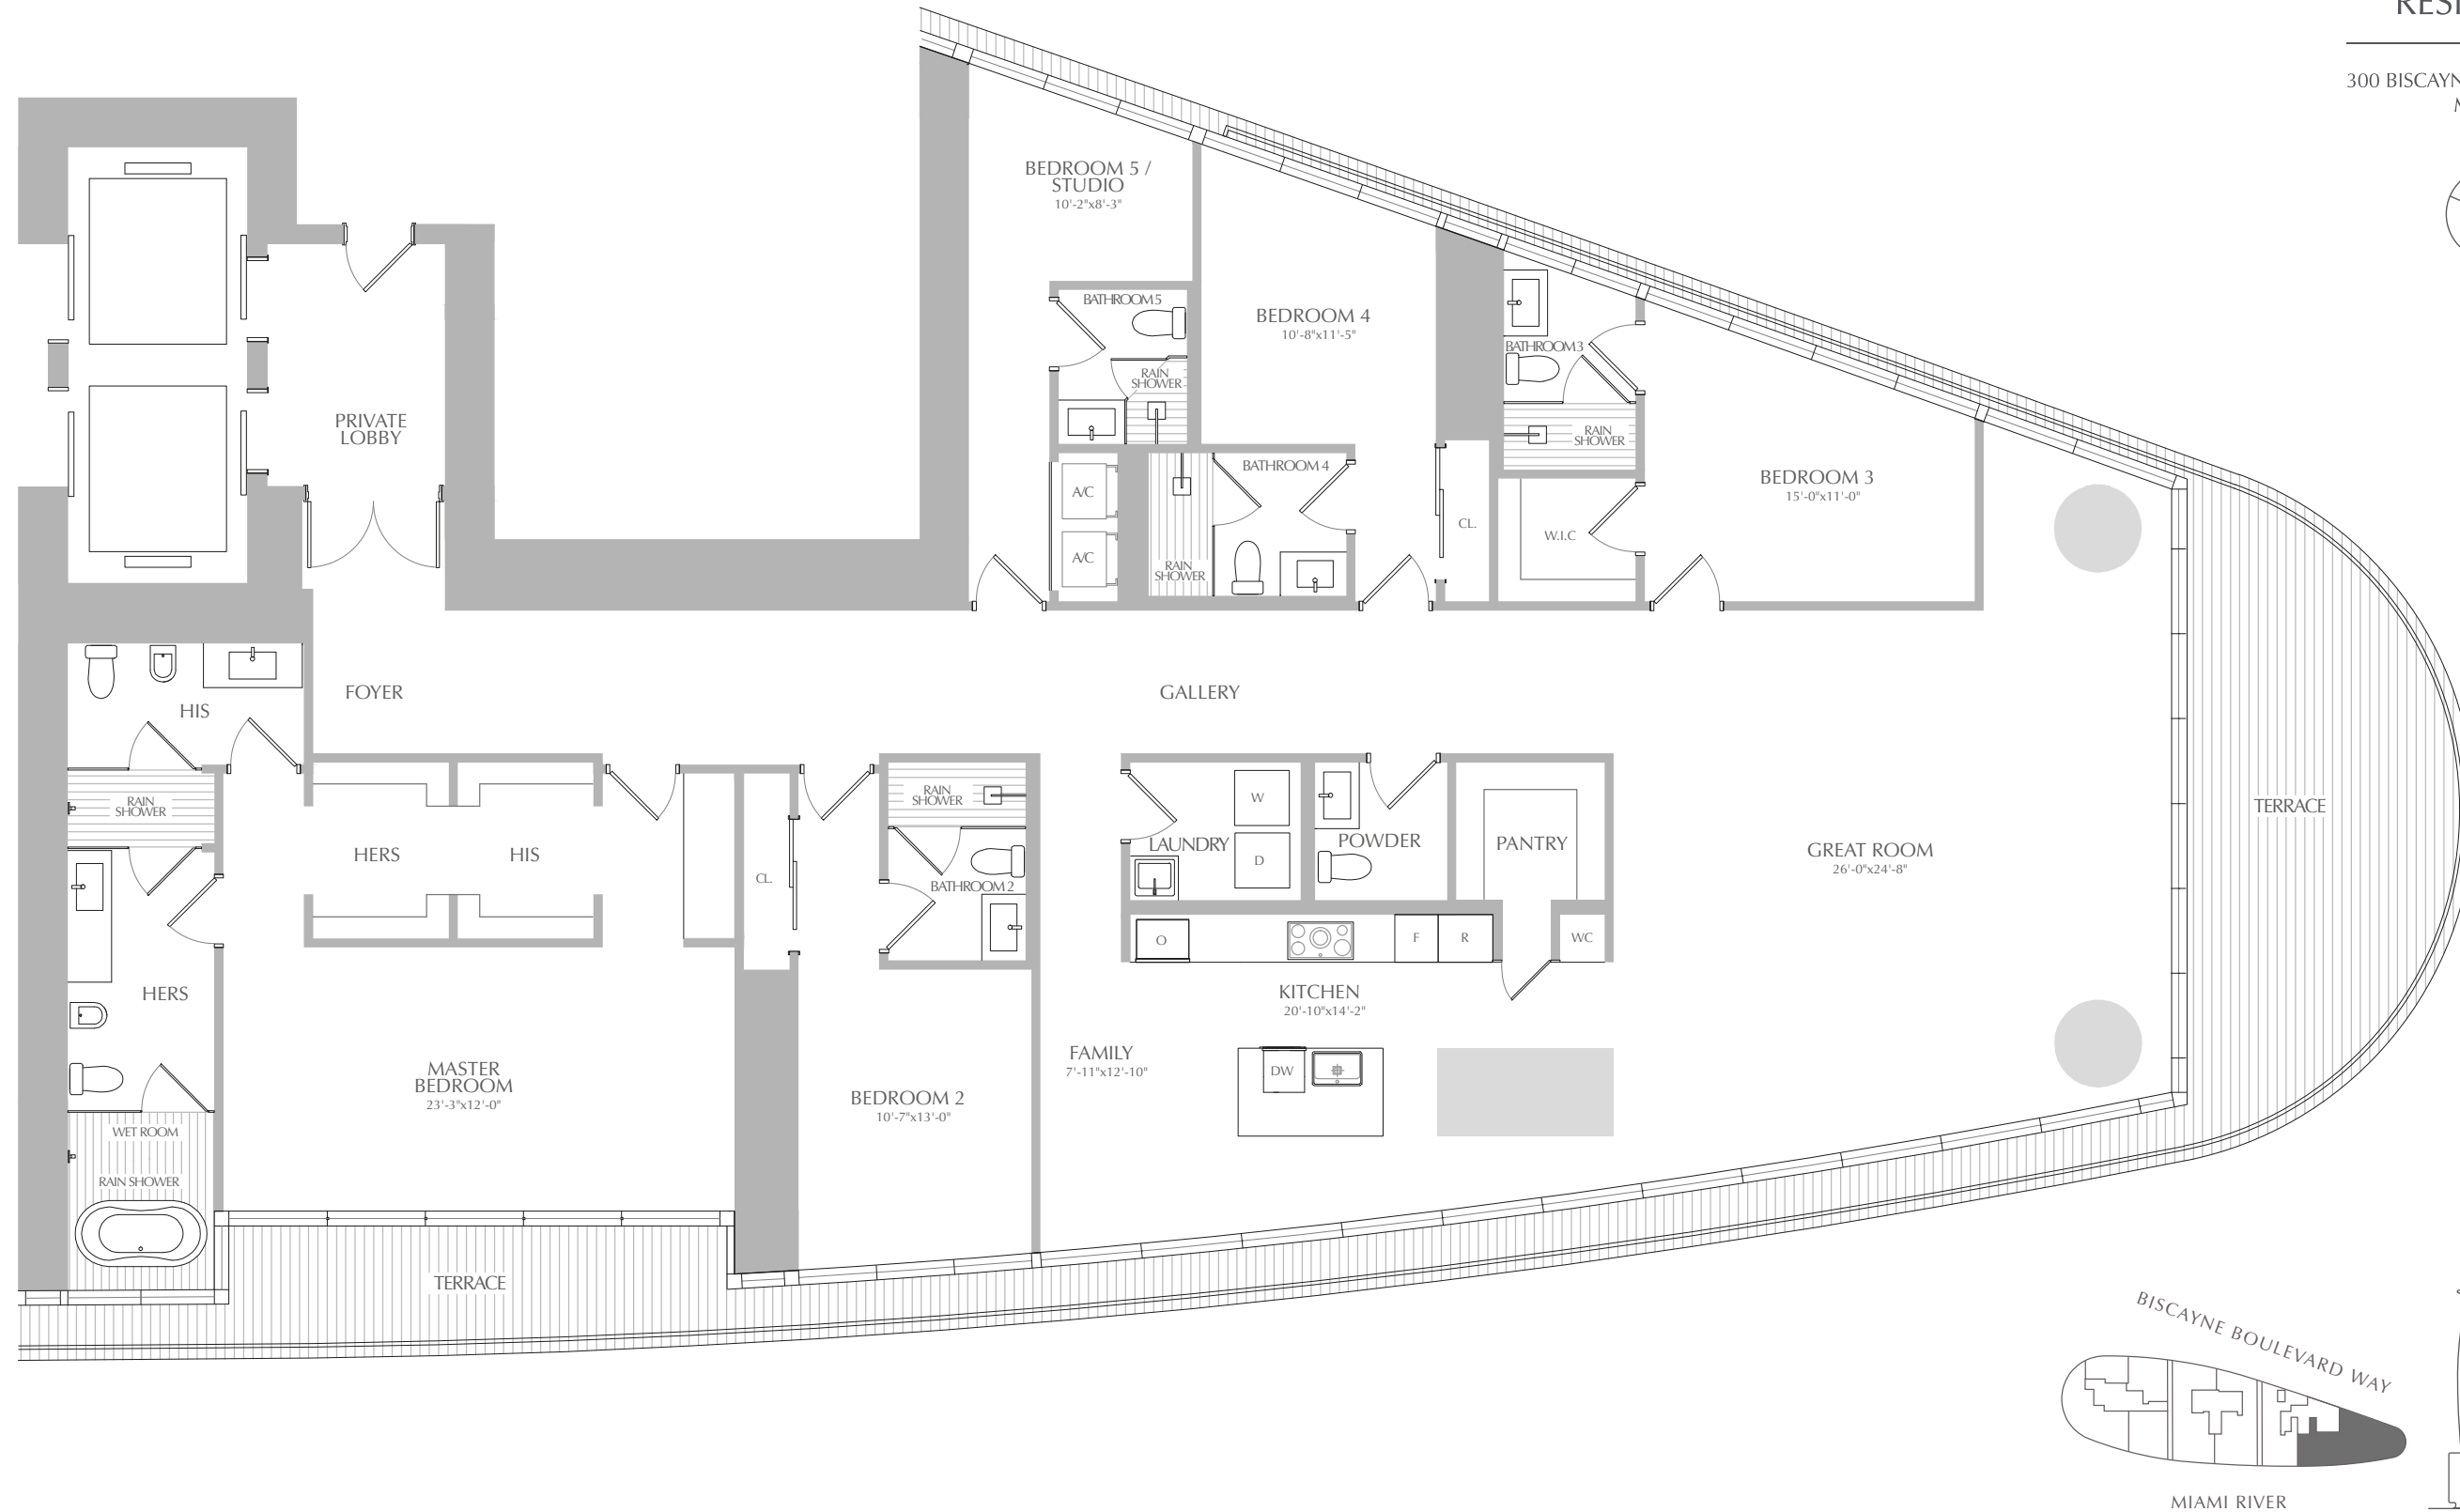 300 BISCAYN
BEDROOM 5 /
STUDIO
10'-2"x8'-3"
BATHROOM 5
RAIN
SHOWER
BEDROOM 4
10'-8"x11'-5"
BATHROOM 3
RAIN
SHOWER
PRIVATE
LOBBY
A/C
A/C
BATHROOM 4
RAIN
SHOWER
CL.
W.I.C
BEDROOM 3
15'-0"x11'-0"
HIS
FOYER
GALLERY
RAIN
SHOWER
HERS
HIS
CL.
RAIN
SHOWER
BATHROOM 2
LAUNDRY
W
D
POWDER
PANTRY
GREAT ROOM
26'-0"x24'-8"
TERRACE
O
F
R
WC
HERS
KITCHEN
20'-10"x14'-2"
FAMILY
7'-11"x12'-10"
DW
MASTER
BEDROOM
23'-3"x12'-0"
BEDROOM 2
10'-7"x13'-0"
WET ROOM
RAIN SHOWER
TERRACE
BISCAYNE BOULEVARD WAY
MIAMI RIVER